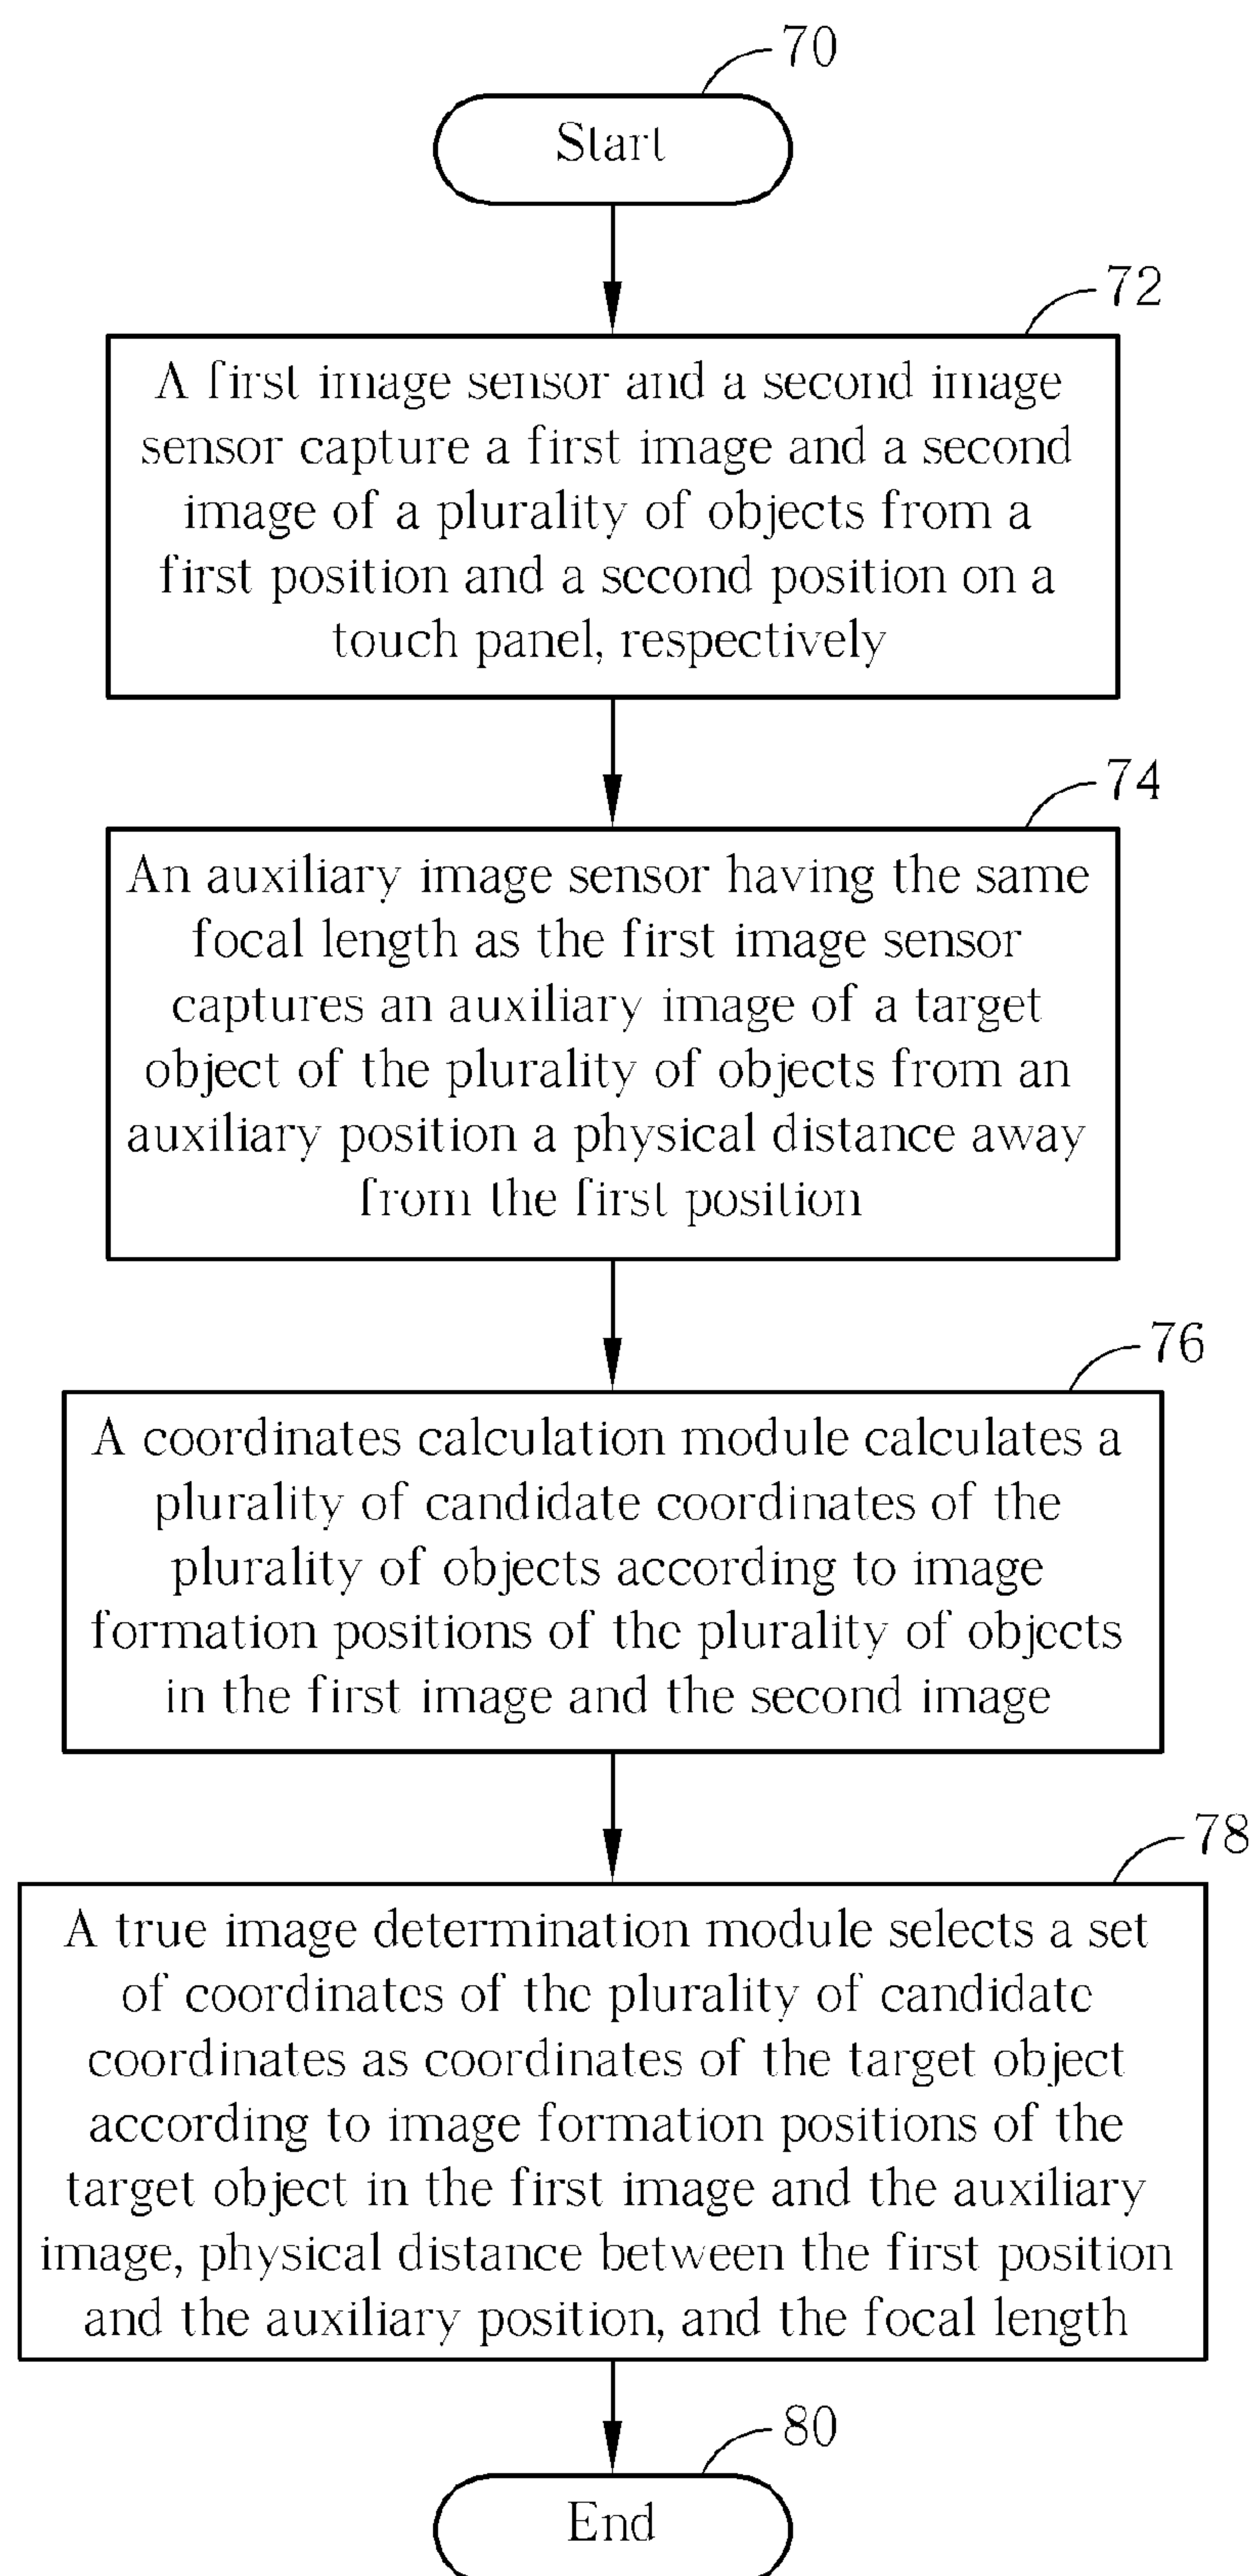 70
Start
72
A first image sensor and a second image
sensor capture a first image and a second
image of a plurality of objects from a
first position and a second position on a
touch panel, respectively
74
An auxiliary image sensor having the same
focal length as the first image sensor
captures an auxiliary image of a target
object of the plurality of objects from an
auxiliary position a physical distance away
from the first position
76
A coordinates calculation module calculates a
plurality of candidate coordinates of the
plurality of objects according to image
formation positions of the plurality of objects
in the first image and the second image
78
A true image determination module selects a set
of coordinates of the plurality of candidate
coordinates as coordinates of the target object
according to image formation positions of the
target object in the first image and the auxiliary
image, physical distance between the first position
and the auxiliary position, and the focal length
80
End